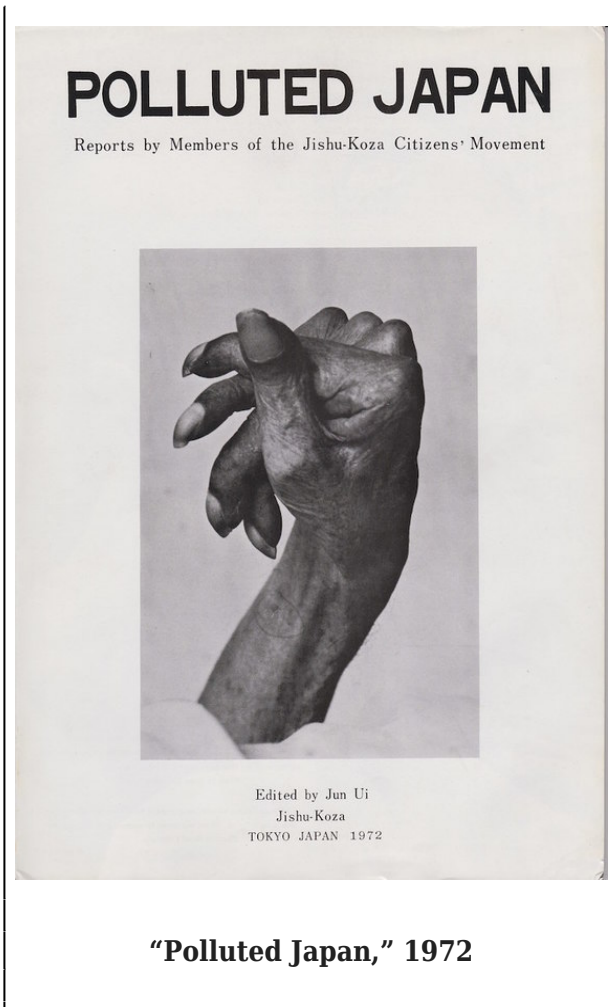 POLLUTED JAPAN
Reports by Members of the Jishu-Koza Citizens' Movement
Edited by Jun Ui
Jishu-Koza
TOKYO JAPAN 1972
“Polluted Japan,” 1972